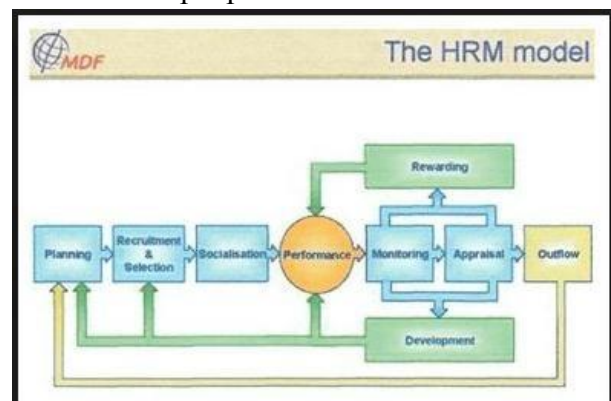 MDF
The HRM model
Rewarding
Planning
Recruitment
&
Selection
Socialisation
Performance
Monitoring
Appraisal
Outflow
Development